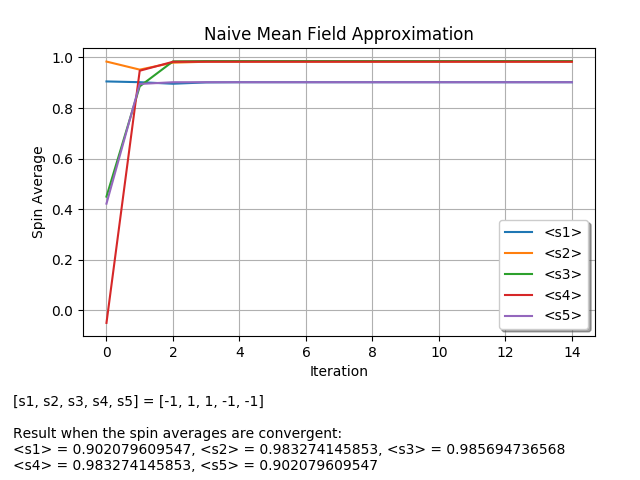 Naive Mean Field Approximation
1.0
0.8
0.6
0.4
0.2
0.0
Spin Average
<s1>
<s2>
<s3>
<s4>
<s5>
0 2 4 6 8 10 12 14
Iteration
[s1, s2, s3, s4, s5] = [-1, 1, 1, -1, -1]
Result when the spin averages are convergent:
<s1> = 0.902079609547, <s2> = 0.983274145853, <s3> = 0.985694736568
<s4> = 0.983274145853, <s5> = 0.902079609547